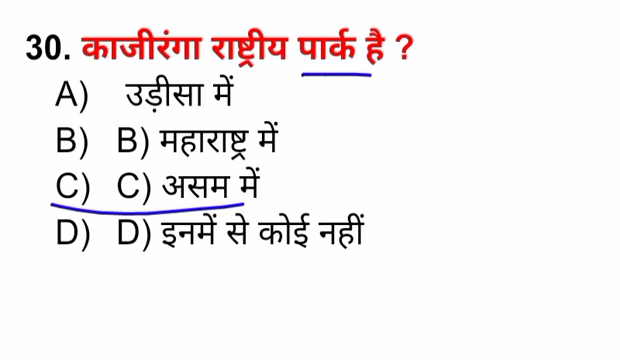 30. काजीरंगा राष्ट्रीय पार्क है ?
A) उड़ीसा में
B) B) महाराष्ट्र में
C) C) असम में
D) D) इनमें से कोई नहीं